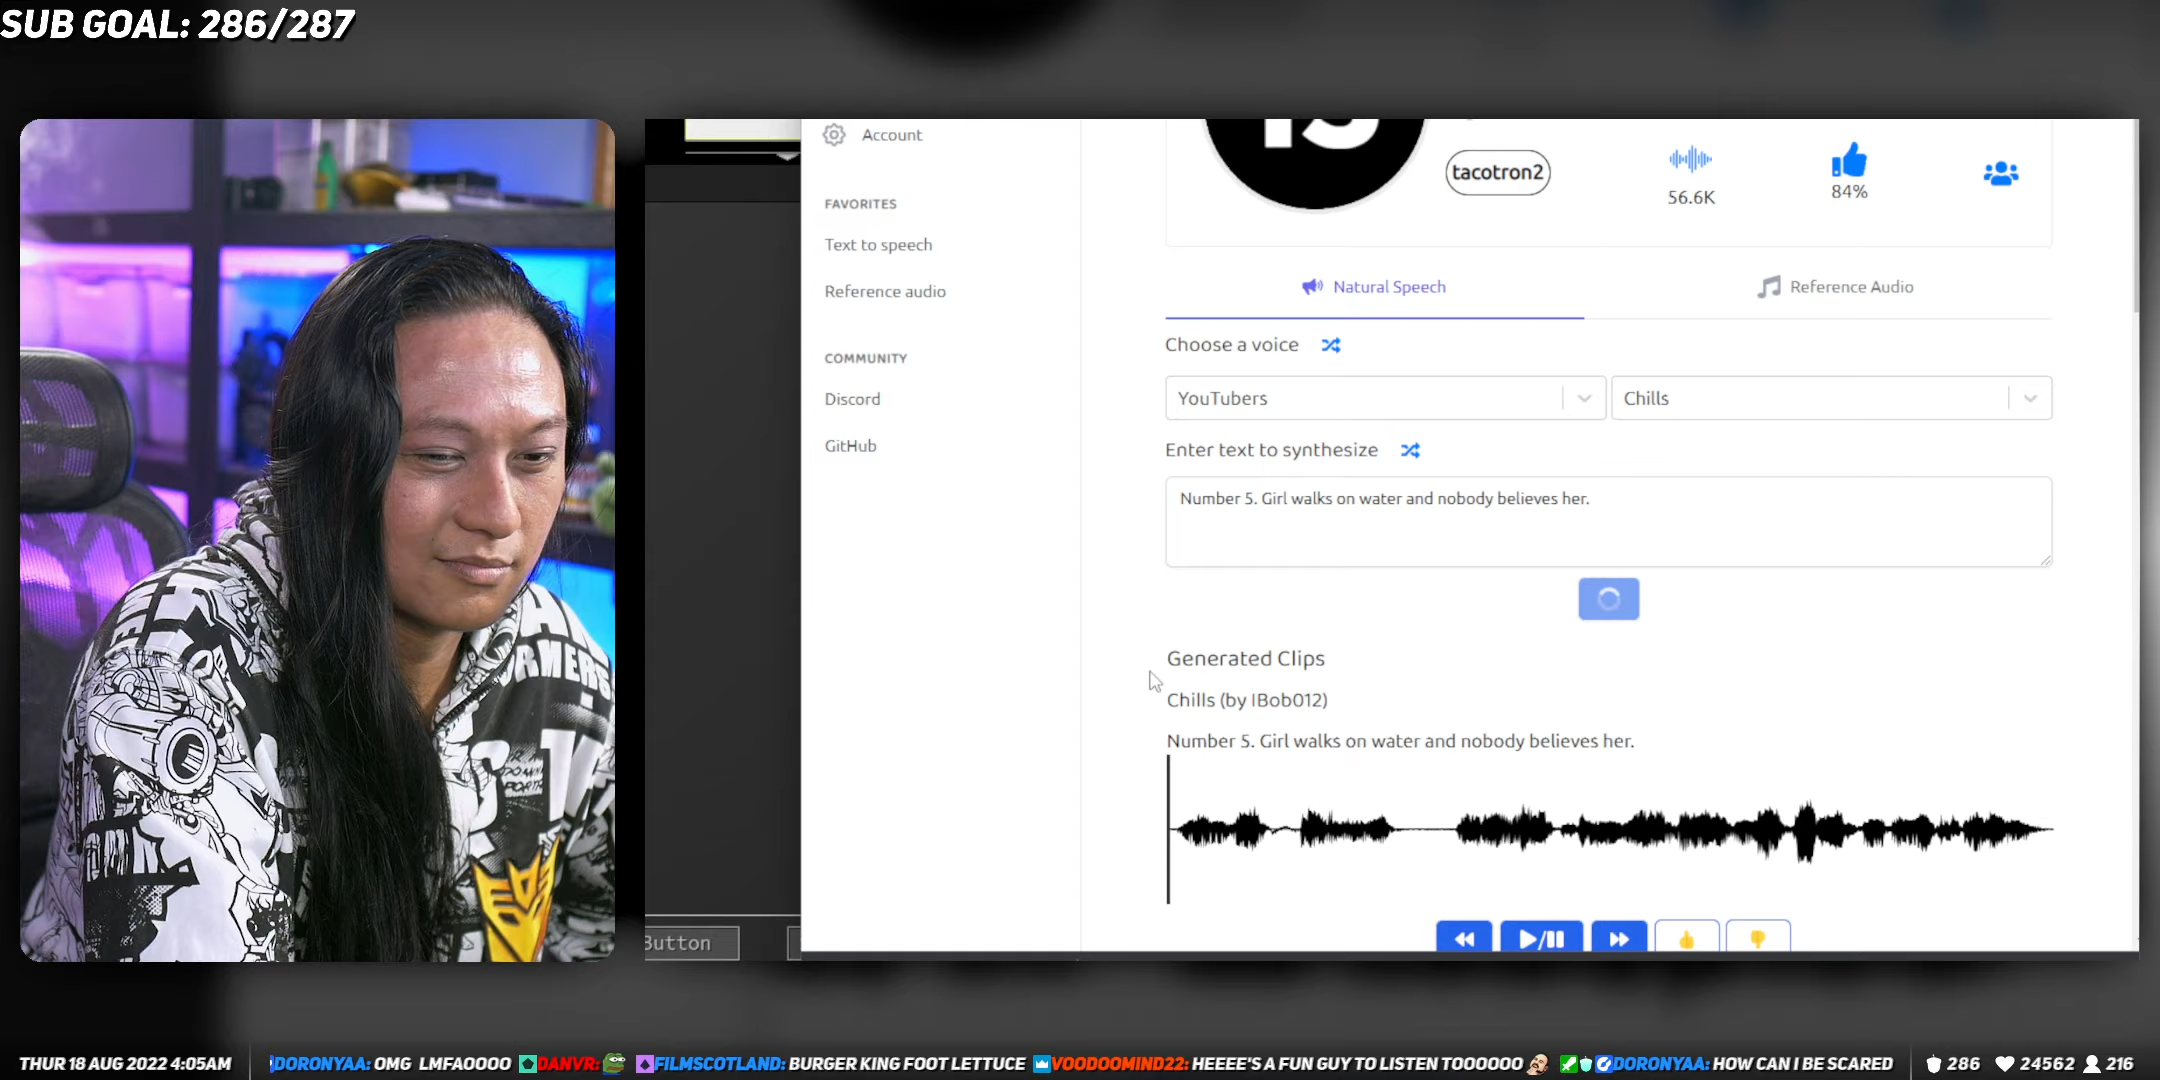 SUB GOAL: 286/287
Account
15
tacotron2
56.6K
84%
FAVORITES
Text to speech
Reference audio
COMMUNITY
Discord
GitHub
Natural Speech
Reference Audio
Choose a voice
YouTubers
Chills
Enter text to synthesize
Number 5. Girl walks on water and nobody believes her.
Generated Clips
Chills (by IBob012)
Number 5. Girl walks on water and nobody believes her.
Button
THUR 18 AUG 2022 4:05AM
DORONYAA: OMG LMFAOOOO DANVR: FILMSCOTLAND: BURGER KING FOOT LETTUCE VOODOOMIND22: HEEEE'S A FUN GUY TO LISTEN TOOOOOO DORONYAA: HOW CAN I BE SCARED
286 24562 216